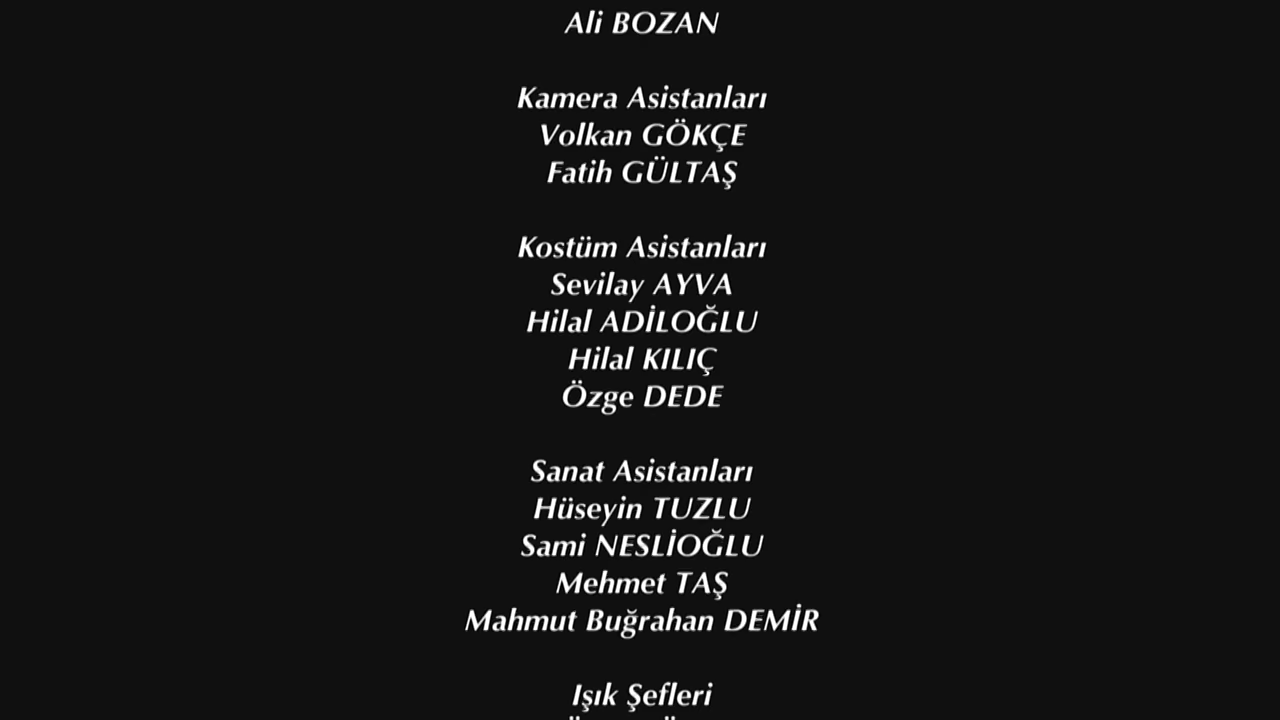 Ali BOZAN
Kamera Asistanları
Volkan GÖKÇE
Fatih GÜLTAŞ
Kostüm Asistanları
Sevilay AYVA
Hilal ADİLOĞLU
Hilal KILIÇ
Özge DEDE
Sanat Asistanları
Hüseyin TUZLU
Sami NESLİOĞLU
Mehmet TAŞ
Mahmut Buğrahan DEMİR
Işık Şefleri